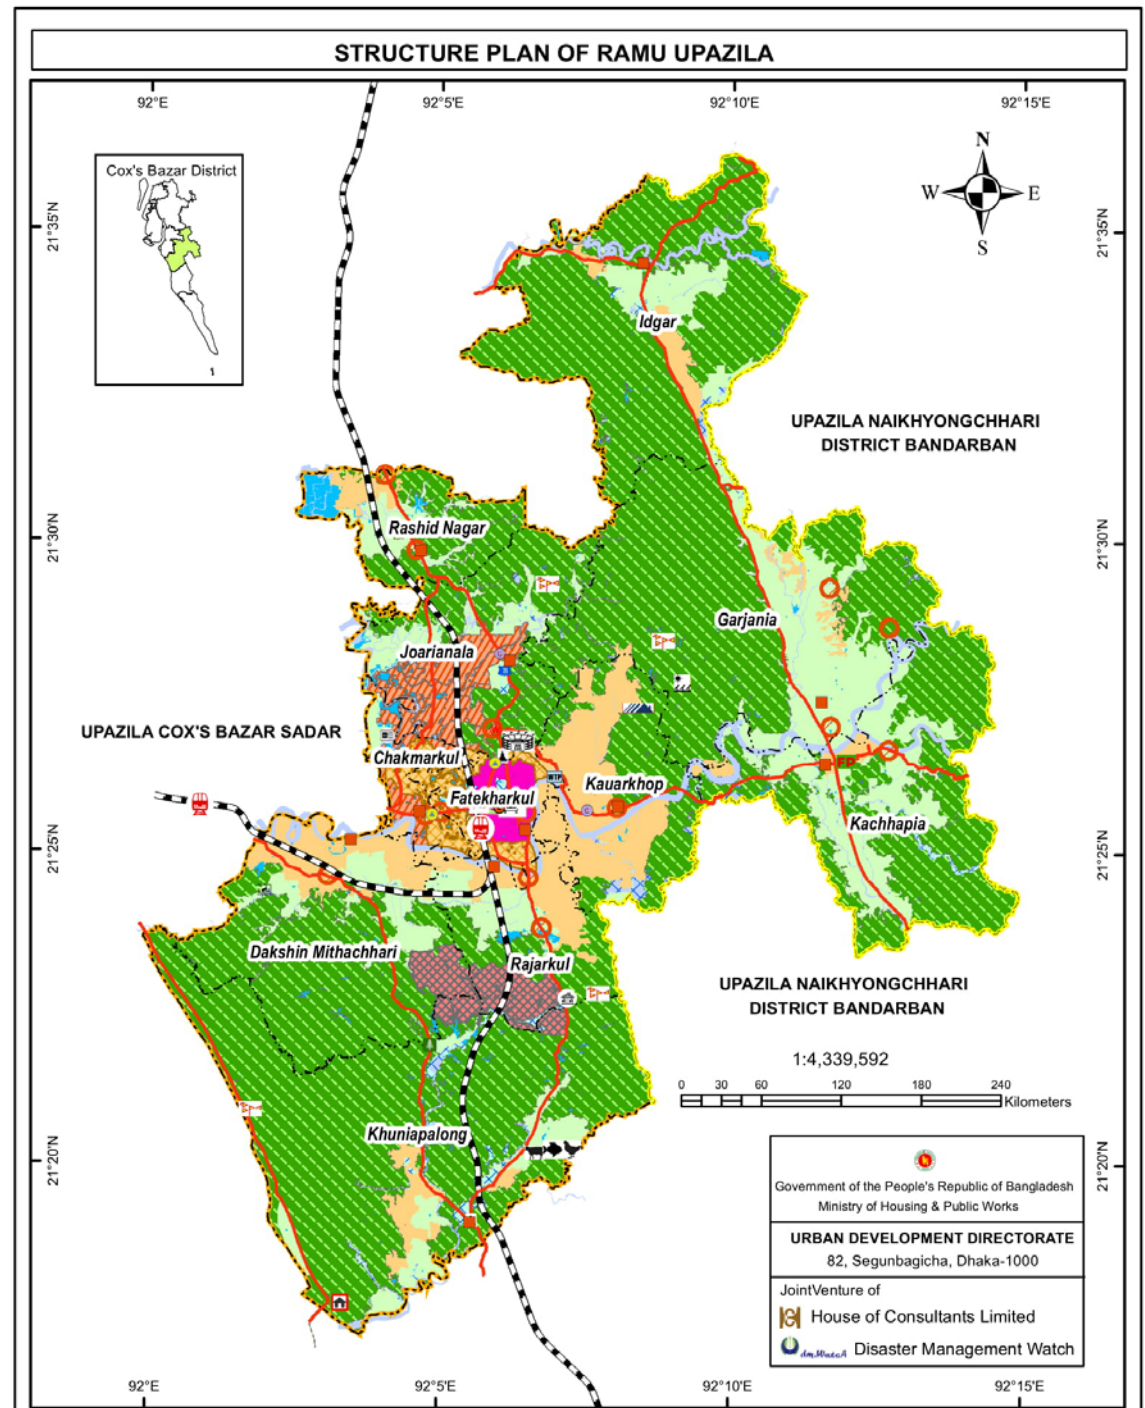 STRUCTURE PLAN OF RAMU UPAZILA
92°E
92°5'E
92°10'E
92°15'E
Cox's Bazar District
N
W
E
S
21°35'N
21°35'N
Idgar
UPAZILA NAIKHYONGCHHARI
DISTRICT BANDARBAN
Rashid Nagar
21°30'N
21°30'N
Garjania
Joarianala
UPAZILA COX'S BAZAR SADAR
Chakmarkul
FP
WTP
Kauarkhop
Fatekharkul
Kachhapia
21°25'N
21°25'N
Dakshin Mithachhari
Rajarkul
UPAZILA NAIKHYONGCHHARI
DISTRICT BANDARBAN
1:4,339,592
0 30 60 120 180 240
Kilometers
Khuniapalong
21°20'N
21°20'N
Government of the People's Republic of Bangladesh
Ministry of Housing & Public Works
URBAN DEVELOPMENT DIRECTORATE
82, Segunbagicha, Dhaka-1000
JointVenture of
House of Consultants Limited
dmWatch Disaster Management Watch
92°E
92°5'E
92°10'E
92°15'E